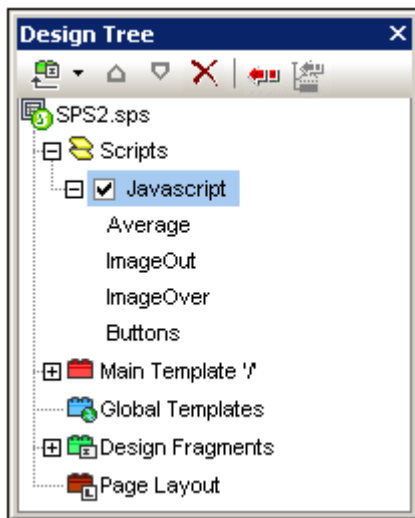 Design Tree
SPS2.sps
Scripts
Javascript
Average
ImageOut
ImageOver
Buttons
Main Template '/'
Global Templates
Design Fragments
Page Layout